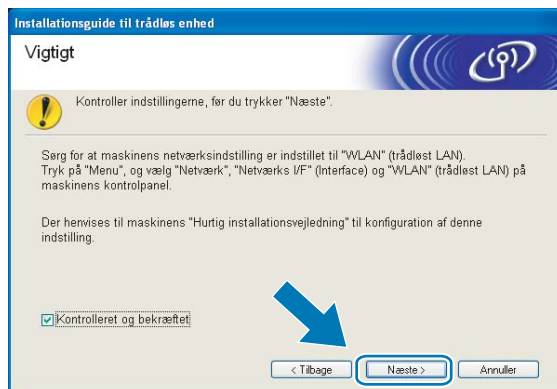 Installationsguide til trådløs enhed
Vigtigt
Kontroller indstillingerne, før du trykker "Næste".
Sørg for at maskinens netværksindstilling er indstillet til "WLAN" (trådløst LAN).
Tryk på "Menu", og vælg "Netværk", "Netværks I/F" (Interface) og "WLAN" (trådløst LAN) på
maskinens kontrolpanel.
Der henvises til maskinens "Hurtig installationsvejledning" til konfiguration af denne
indstilling.
Kontrolleret og bekræftet
< Tilbage
Næste >
Annuller